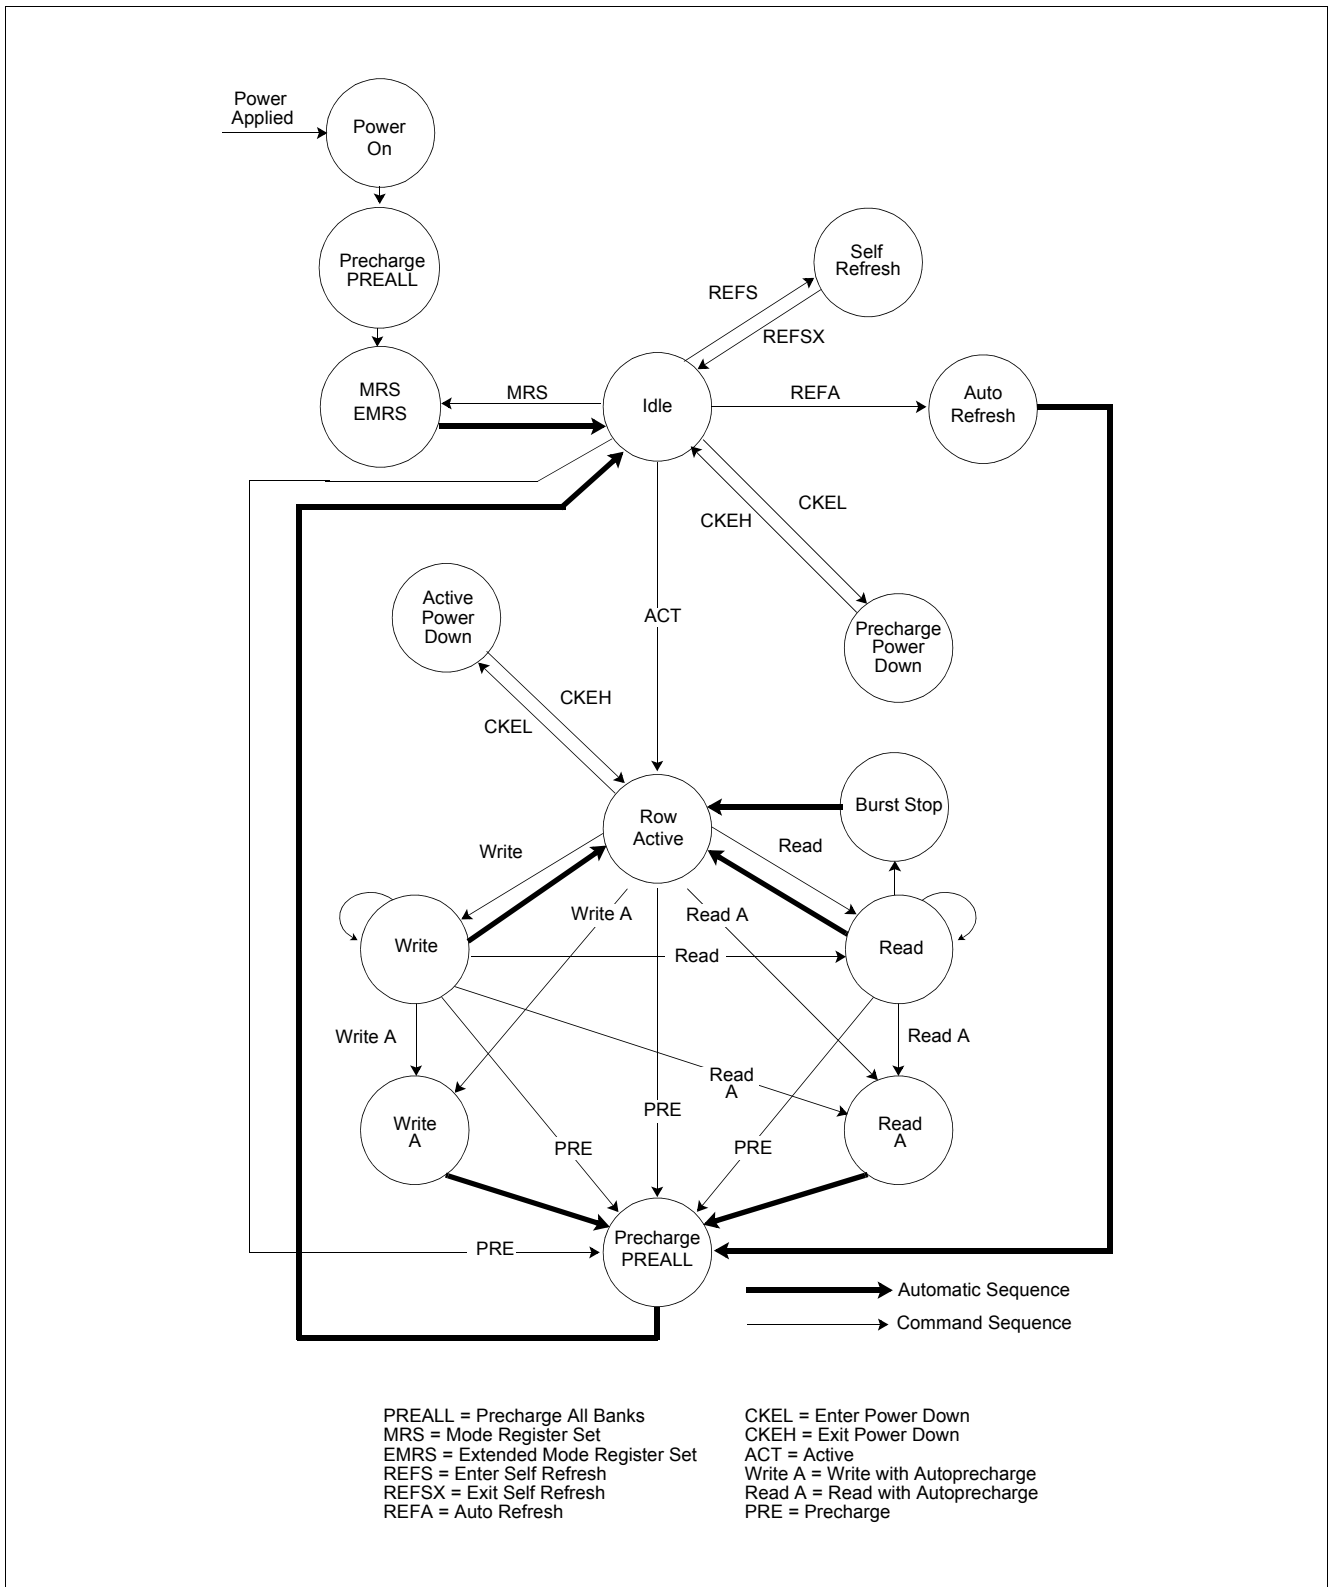 Power
Applied
Power
On
Precharge
PREALL
Self
Refresh
REFS
REFSX
MRS
EMRS
MRS
Idle
REFA
Auto
Refresh
CKEL
CKEH
Active
Power
Down
ACT
Precharge
Power
Down
CKEH
CKEL
Row
Active
Burst Stop
Write
Read
Write A
Read A
Write
Read
Read
Write A
Read A
Read
A
Write
A
PRE
Read
A
PRE
PRE
Precharge
PREALL
PRE
Automatic Sequence
Command Sequence
PREALL = Precharge All Banks
MRS = Mode Register Set
EMRS = Extended Mode Register Set
REFS = Enter Self Refresh
REFSX = Exit Self Refresh
REFA = Auto Refresh
CKEL = Enter Power Down
CKEH = Exit Power Down
ACT = Active
Write A = Write with Autoprecharge
Read A = Read with Autoprecharge
PRE = Precharge